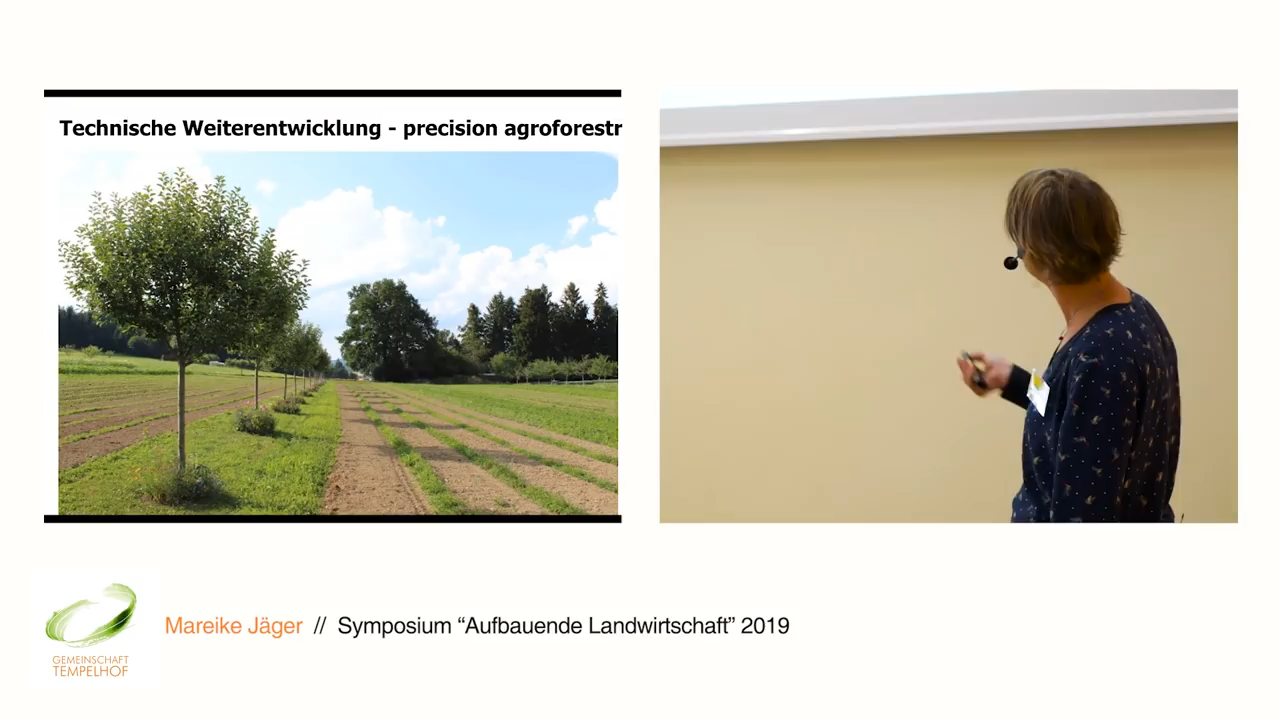 Technische Weiterentwicklung - precision agroforestr
GEMEINSCHAFT
TEMPELHOF
Mareike Jäger // Symposium “Aufbauende Landwirtschaft” 2019